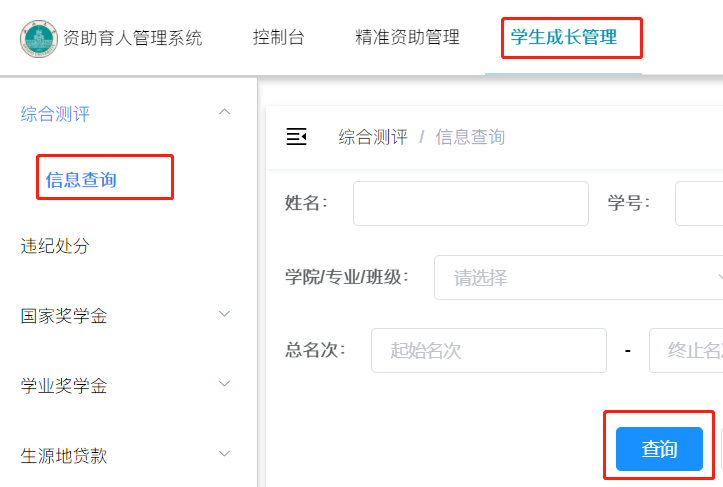 资助育人管理系统 控制台 精准资助管理 学生成长管理
综合测评
信息查询
违纪处分
国家奖学金
学业奖学金
生源地贷款
综合测评 / 信息查询
姓名： 学号：
学院/专业/班级： 请选择
总名次： 起始名次 - 终止名
查询